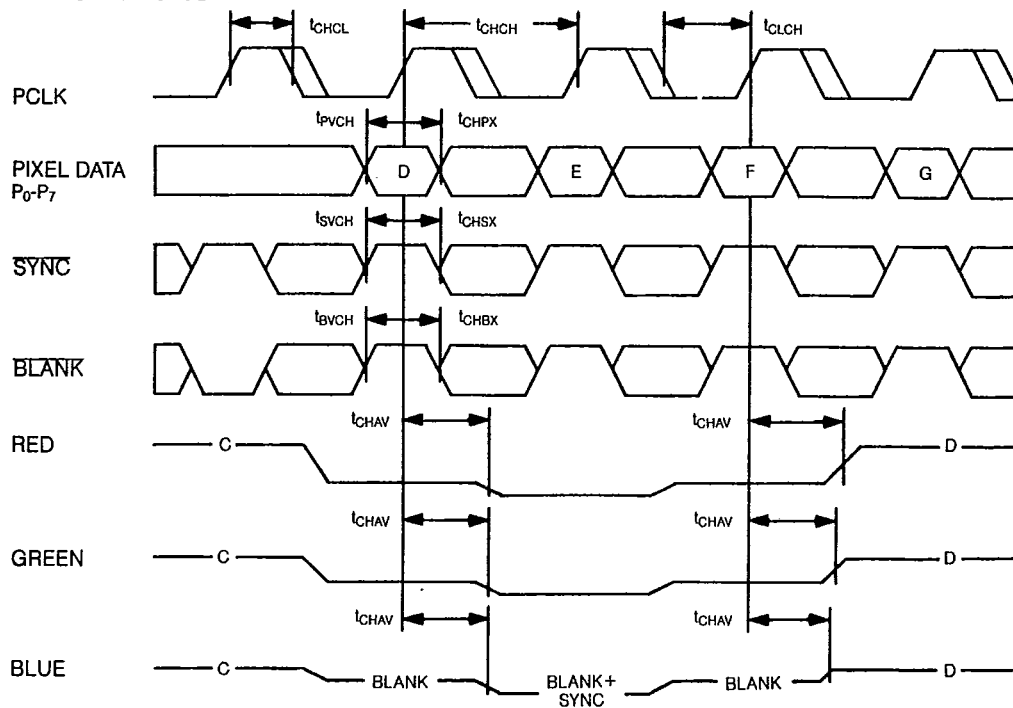 tCHCL tCHCH tCLCH
PCLK
tPVCH tCHPX
PIXEL DATA D E F G
P0-P7
tSVCH tCHSX
SYNC
tBVCH tCHBX
BLANK
tCHAV tCHAV
RED C D
tCHAV tCHAV
GREEN C D
tCHAV tCHAV
BLUE C BLANK BLANK + BLANK D
SYNC